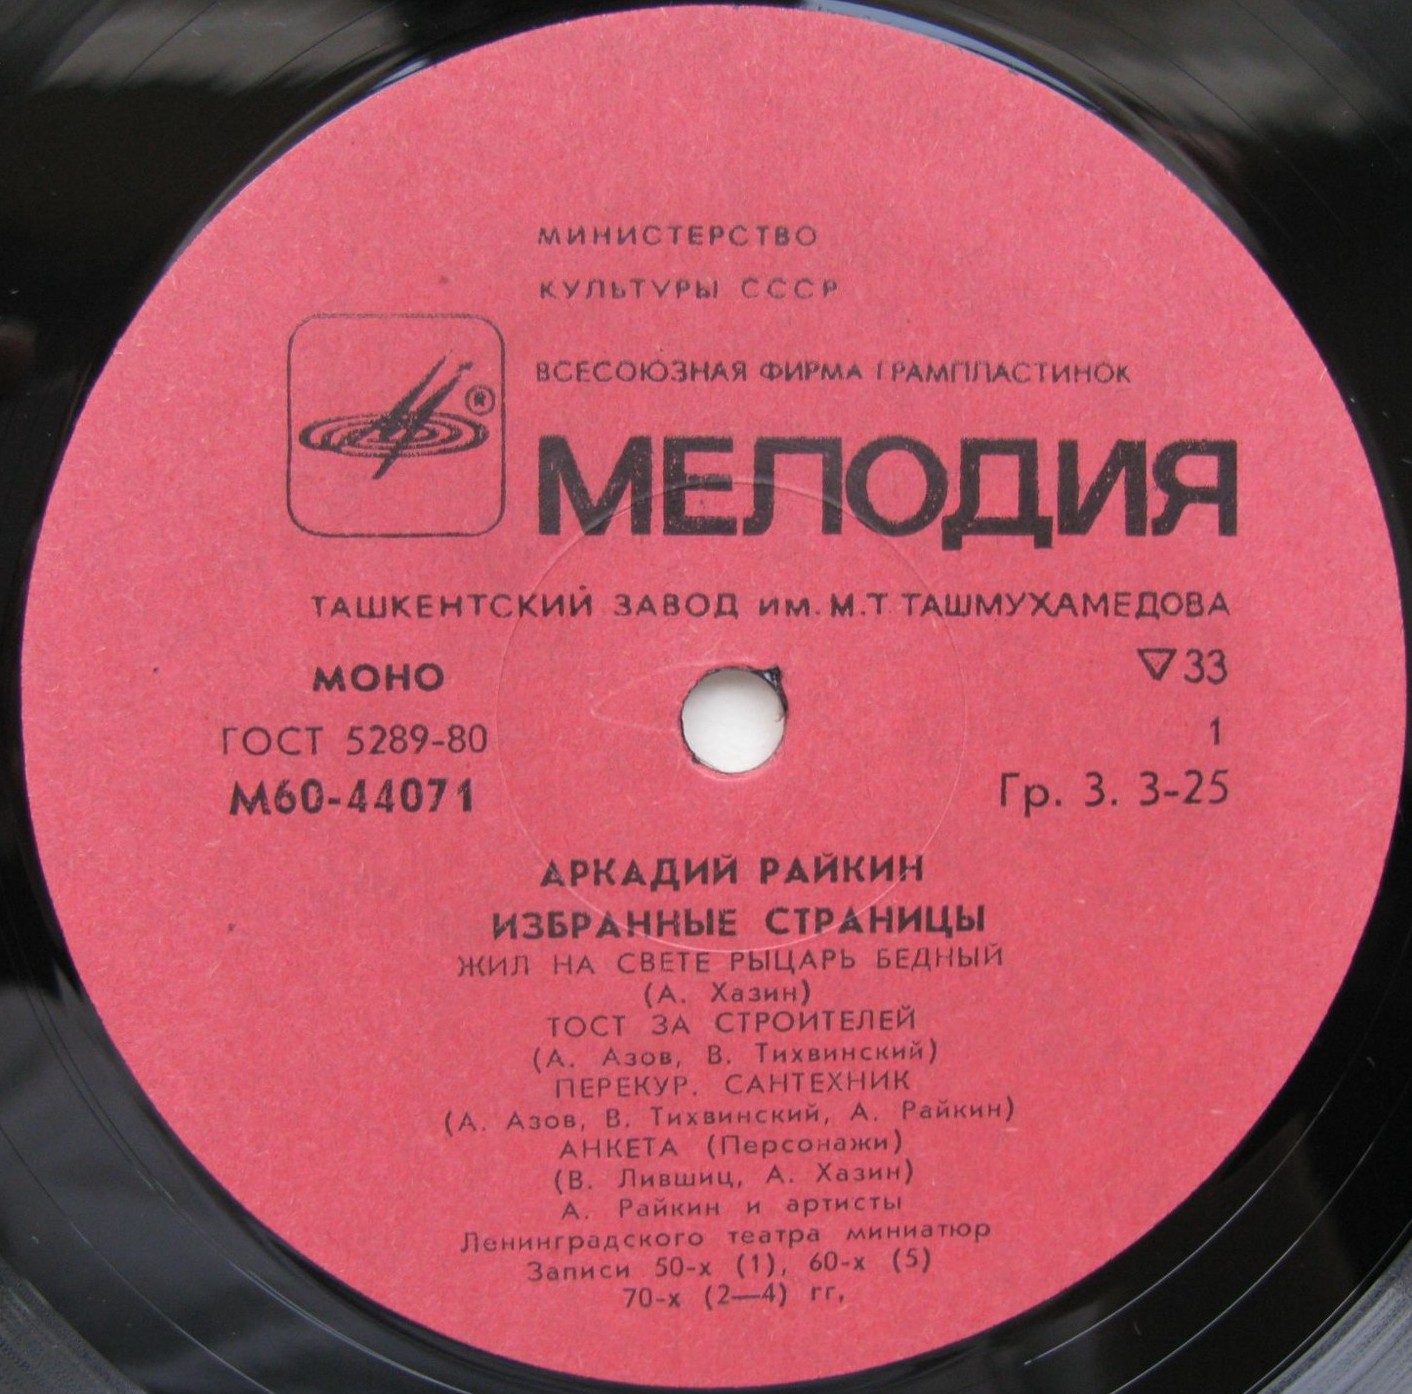 МИНИСТЕРСТВО
КУЛЬТУРЫ СССР
ВСЕСОЮЗНАЯ ФИРМА ГРАМПЛАСТИНОК
®
МЕЛОДИЯ
ТАШКЕНТСКИЙ ЗАВОД им. М.Т. ТАШМУХАМЕДОВА
МОНО
▽33
ГОСТ 5289-80
1
М60-44071
Гр. 3. 3-25
АРКАДИЙ РАЙКИН
ИЗБРАННЫЕ СТРАНИЦЫ
ЖИЛ НА СВЕТЕ РЫЦАРЬ БЕДНЫЙ
(А. Хазин)
ТОСТ ЗА СТРОИТЕЛЕЙ
(А. Азов, В. Тихвинский)
ПЕРЕКУР. САНТЕХНИК
(А. Азов, В. Тихвинский, А. Райкин)
АНКЕТА (Персонажи)
(В. Лившиц, А. Хазин)
А. Райкин и артисты
Ленинградского театра миниатюр
Записи 50-х (1), 60-х (5)
70-х (2—4) гг.